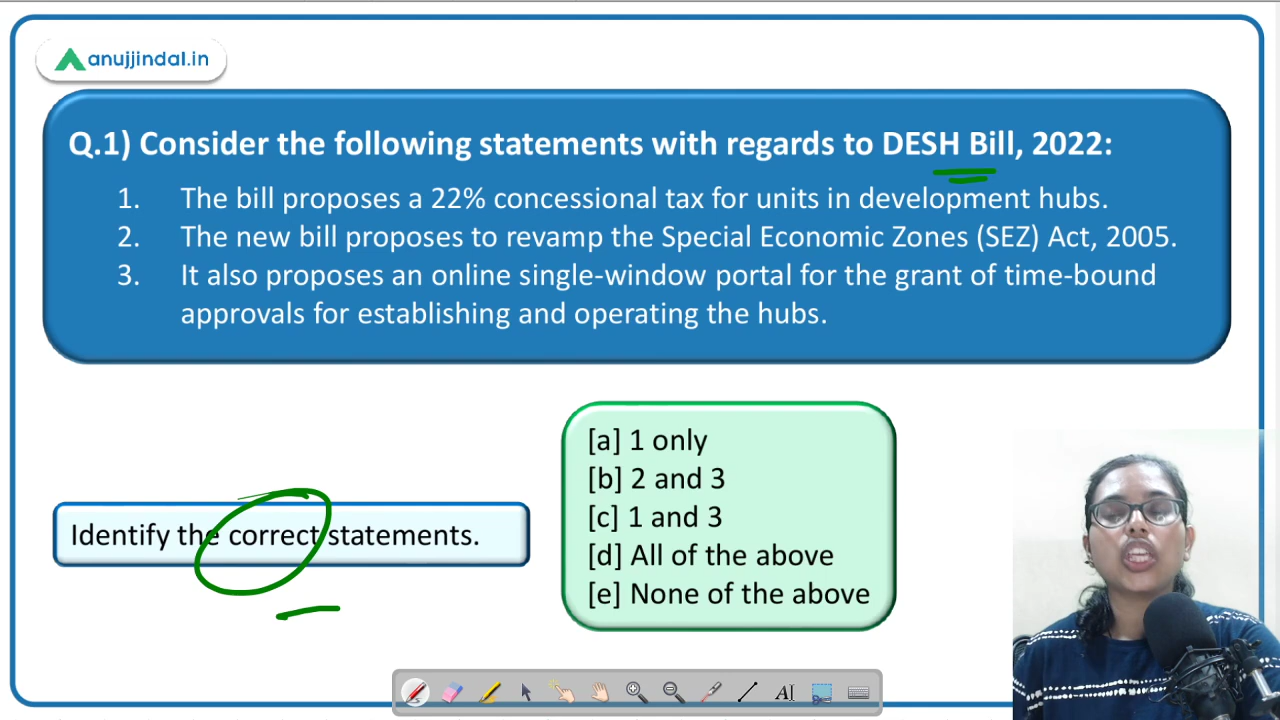 anujjindal.in
Q.1) Consider the following statements with regards to DESH Bill, 2022:
1. The bill proposes a 22% concessional tax for units in development hubs.
2. The new bill proposes to revamp the Special Economic Zones (SEZ) Act, 2005.
3. It also proposes an online single-window portal for the grant of time-bound
approvals for establishing and operating the hubs.
[a] 1 only
[b] 2 and 3
[c] 1 and 3
[d] All of the above
[e] None of the above
Identify the correct statements.
AI